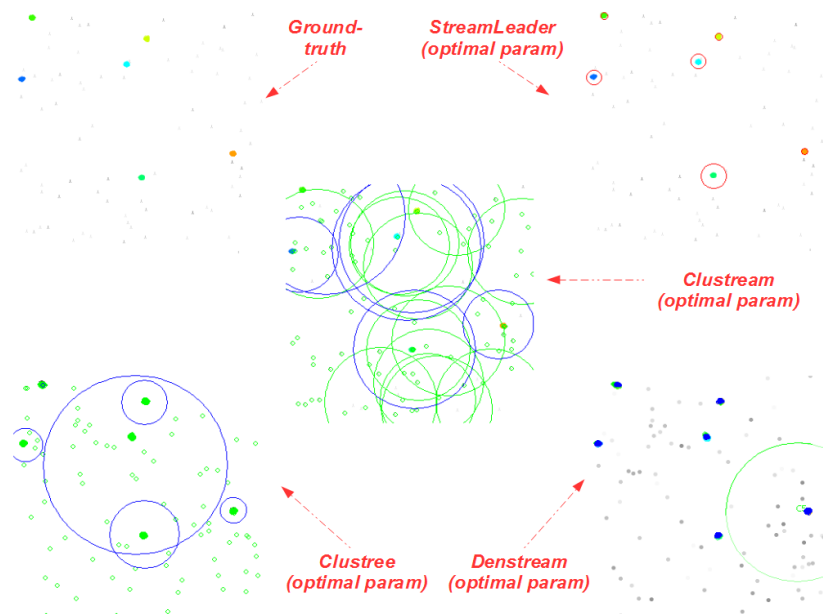 Ground-
truth
StreamLeader
(optimal param)
Clustream
(optimal param)
Clustree
(optimal param)
Denstream
(optimal param)